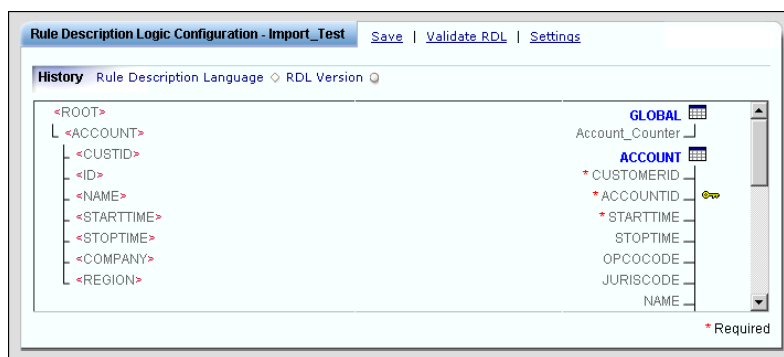 Rule Description Logic Configuration - Import_Test Save | Validate RDL | Settings
History Rule Description Language RDL Version
<ROOT> GLOBAL
<ACCOUNT> Account_Counter
<CUSTID> ACCOUNT
<ID> * CUSTOMERID
<NAME> * ACCOUNTID
<STARTTIME> * STARTTIME
<STOPTIME> STOPTIME
<COMPANY> OPCOCODE
<REGION> JURISCODE
NAME
* Required